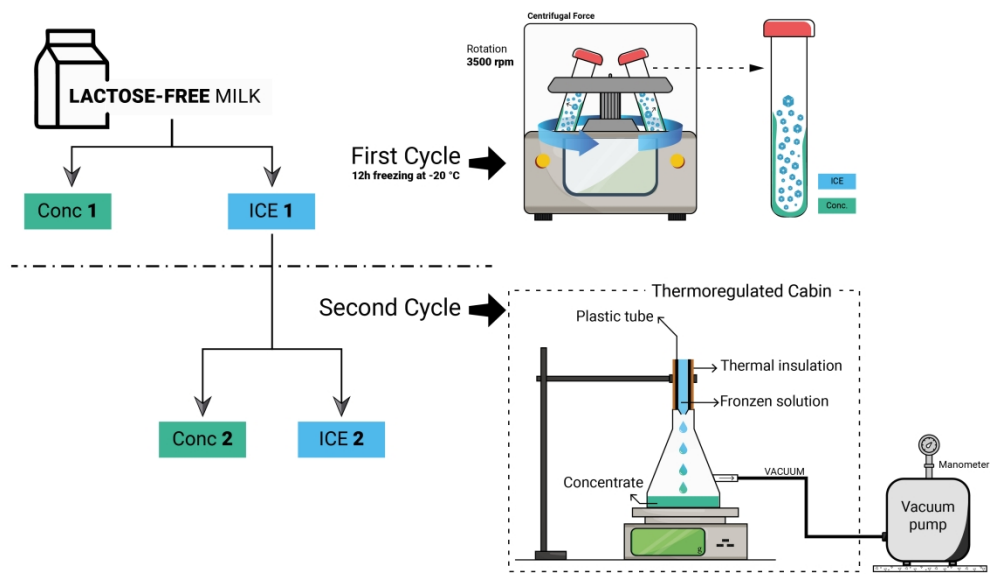 LACTOSE-FREE MILK
Conc 1
ICE 1
Centrifugal Force
Rotation
3500 rpm
First Cycle
12h freezing at -20 °C
ICE
Conc.
Second Cycle
Conc 2
ICE 2
Thermoregulated Cabin
Plastic tube
Thermal insulation
Fronzen solution
Concentrate
VACUUM
g
Manometer
Vacuum
pump